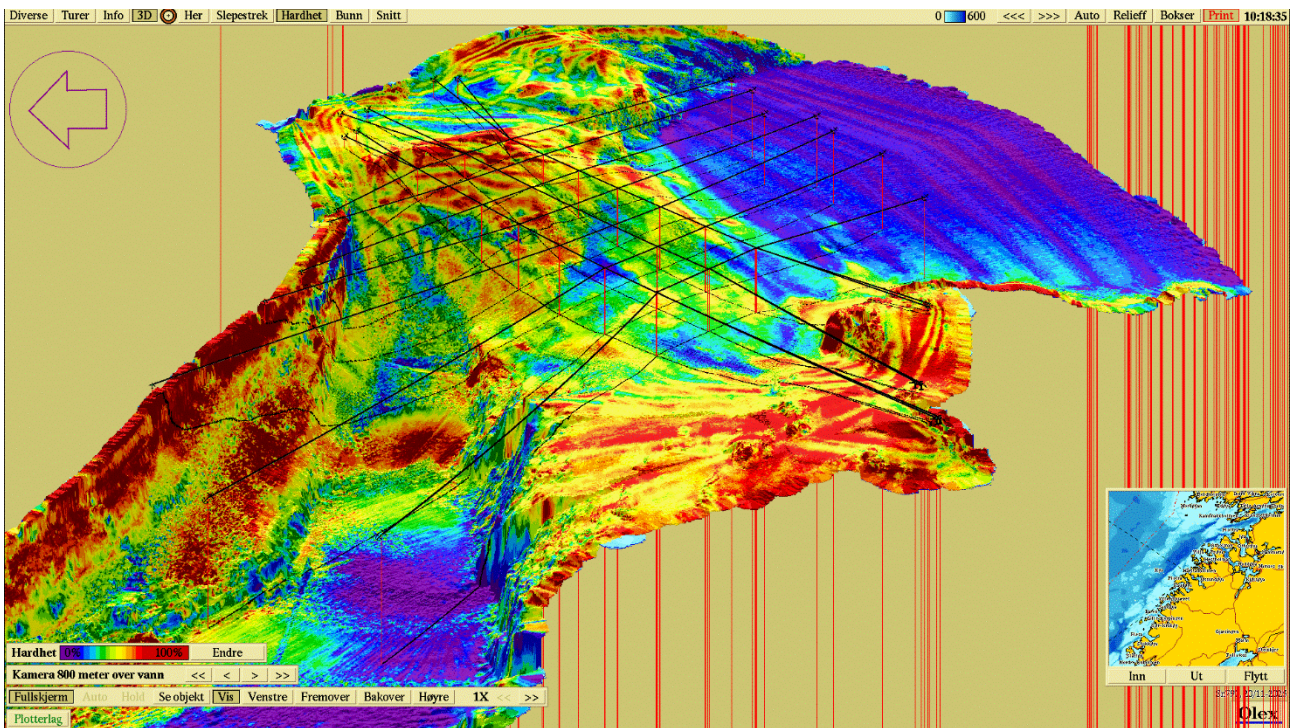 Diverse Turer Info 3D Her Slepestrek Hardhet Bunn Snitt 0 600 <<< >>> Auto Relieff Bokser Print 10:18:35
Hardhet 0% 100% Endre
Kamera 800 meter over vann << < > >>
Inn Ut Flytt
Fullskjerm Auto Hold Se objekt Vis Venstre Fremover Bakover Høyre 1X << >>
Plotterlag
Olex